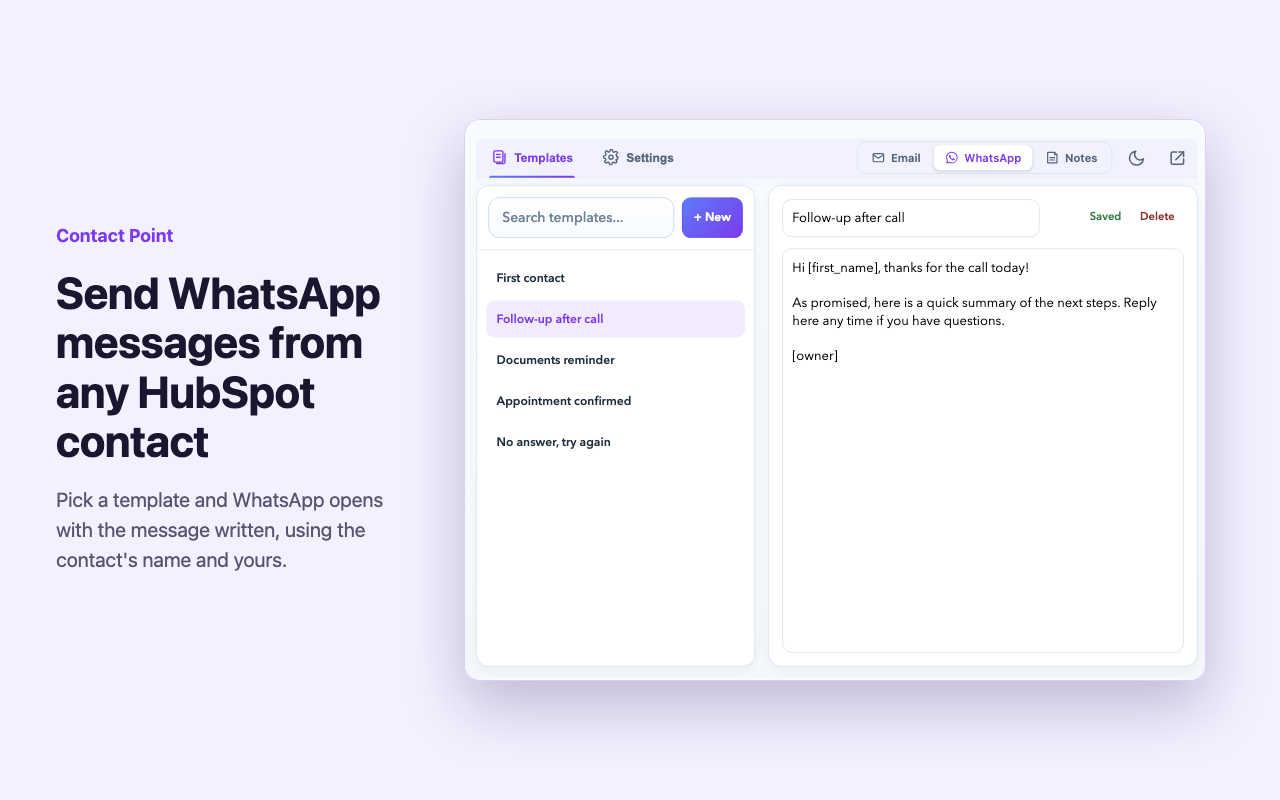 Contact Point
Send WhatsApp
messages from
any HubSpot
contact
Pick a template and WhatsApp opens
with the message written, using the
contact's name and yours.
Templates
Settings
Email
WhatsApp
Notes
Search templates...
+ New
First contact
Follow-up after call
Documents reminder
Appointment confirmed
No answer, try again
Follow-up after call
Saved
Delete
Hi [first_name], thanks for the call today!
As promised, here is a quick summary of the next steps. Reply
here any time if you have questions.
[owner]